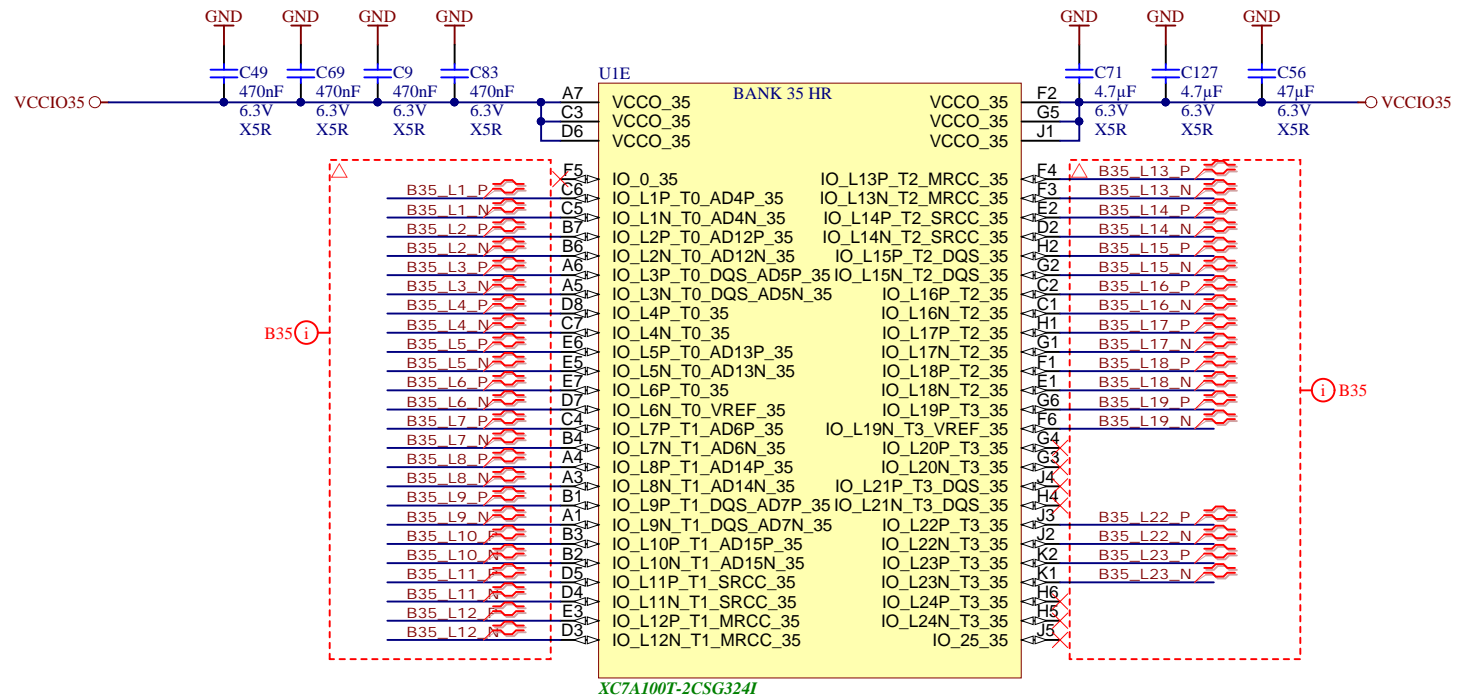 GND GND GND GND GND GND GND
C49 C69 C9 C83 U1E C71 C127 C56
470nF 470nF 470nF 470nF BANK 35 HR 4.7µF 4.7µF 47µF
VCCIO35 A7 VCCO_35 VCCO_35 F2 VCCIO35
6.3V 6.3V 6.3V 6.3V C3 VCCO_35 VCCO_35 G5 6.3V 6.3V 6.3V
X5R X5R X5R X5R D6 VCCO_35 VCCO_35 J1 X5R X5R X5R
F5 IO_0_35 IO_L13P_T2_MRCC_35 F4 B35_L13_P
B35_L1_P C6 IO_L1P_T0_AD4P_35 IO_L13N_T2_MRCC_35 F3 B35_L13_N
B35_L1_N C5 IO_L1N_T0_AD4N_35 IO_L14P_T2_SRCC_35 E2 B35_L14_P
B35_L2_P B7 IO_L2P_T0_AD12P_35 IO_L14N_T2_SRCC_35 D2 B35_L14_N
B35_L2_N B6 IO_L2N_T0_AD12N_35 IO_L15P_T2_DQS_35 H2 B35_L15_P
B35_L3_P A6 IO_L3P_T0_DQS_AD5P_35 IO_L15N_T2_DQS_35 G2 B35_L15_N
B35_L3_N A5 IO_L3N_T0_DQS_AD5N_35 IO_L16P_T2_35 C2 B35_L16_P
B35_L4_P D8 IO_L4P_T0_35 IO_L16N_T2_35 C1 B35_L16_N
B35 i B35_L4_N C7 IO_L4N_T0_35 IO_L17P_T2_35 H1 B35_L17_P
B35_L5_P E6 IO_L5P_T0_AD13P_35 IO_L17N_T2_35 G1 B35_L17_N
B35_L5_N E5 IO_L5N_T0_AD13N_35 IO_L18P_T2_35 F1 B35_L18_P
B35_L6_P E7 IO_L6P_T0_35 IO_L18N_T2_35 E1 B35_L18_N i B35
B35_L6_N D7 IO_L6N_T0_VREF_35 IO_L19P_T3_35 G6 B35_L19_P
B35_L7_P C4 IO_L7P_T1_AD6P_35 IO_L19N_T3_VREF_35 F6 B35_L19_N
B35_L7_N B4 IO_L7N_T1_AD6N_35 IO_L20P_T3_35 G4
B35_L8_P A4 IO_L8P_T1_AD14P_35 IO_L20N_T3_35 G3
B35_L8_N A3 IO_L8N_T1_AD14N_35 IO_L21P_T3_DQS_35 J4
B35_L9_P B1 IO_L9P_T1_DQS_AD7P_35 IO_L21N_T3_DQS_35 H4
B35_L9_N A1 IO_L9N_T1_DQS_AD7N_35 IO_L22P_T3_35 J3 B35_L22_P
B35_L10_P B3 IO_L10P_T1_AD15P_35 IO_L22N_T3_35 J2 B35_L22_N
B35_L10_N B2 IO_L10N_T1_AD15N_35 IO_L23P_T3_35 K2 B35_L23_P
B35_L11_P D5 IO_L11P_T1_SRCC_35 IO_L23N_T3_35 K1 B35_L23_N
B35_L11_N D4 IO_L11N_T1_SRCC_35 IO_L24P_T3_35 H6
B35_L12_P E3 IO_L12P_T1_MRCC_35 IO_L24N_T3_35 H5
B35_L12_N D3 IO_L12N_T1_MRCC_35 IO_25_35 J5
XC7A100T-2CSG324I